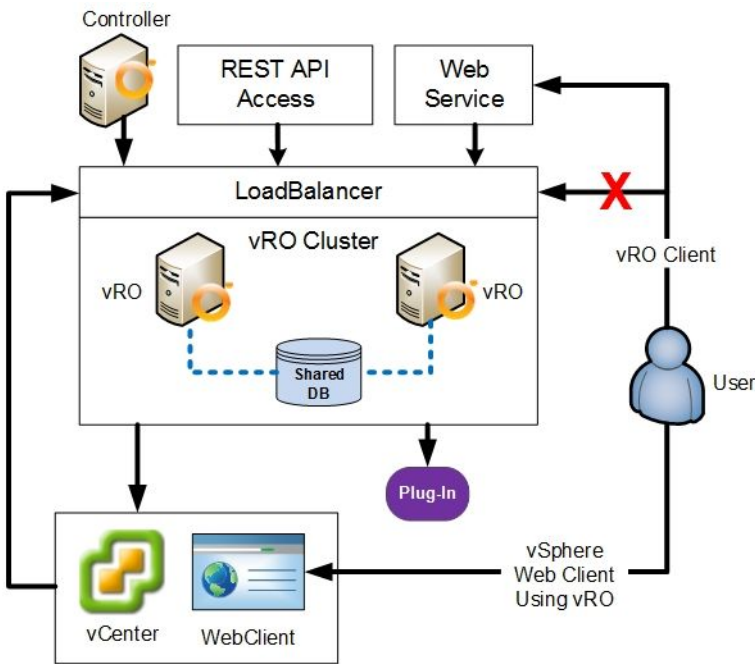 Controller
REST API
Access
Web
Service
LoadBalancer
vRO Cluster
vRO
vRO
Shared
DB
vRO Client
User
Plug-In
vSphere
Web Client
Using vRO
vCenter
WebClient